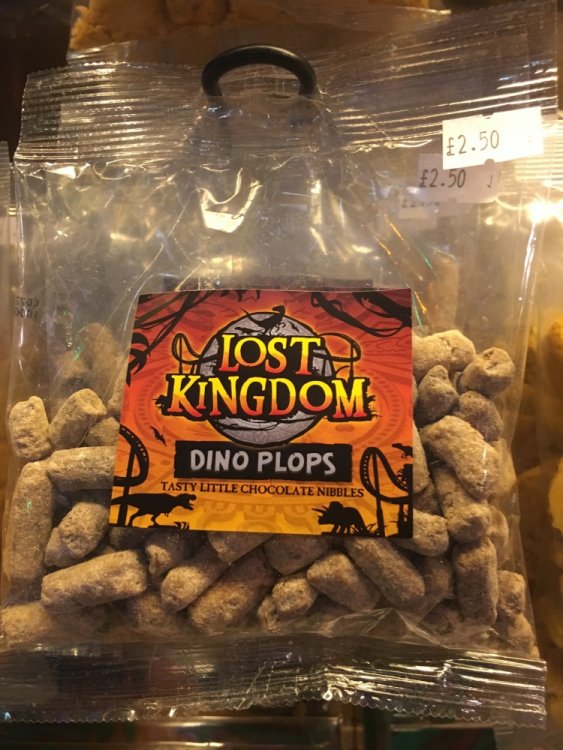 £2.50
£2.50
LOST
KINGDOM
DINO PLOPS
TASTY LITTLE CHOCOLATE NIBBLES